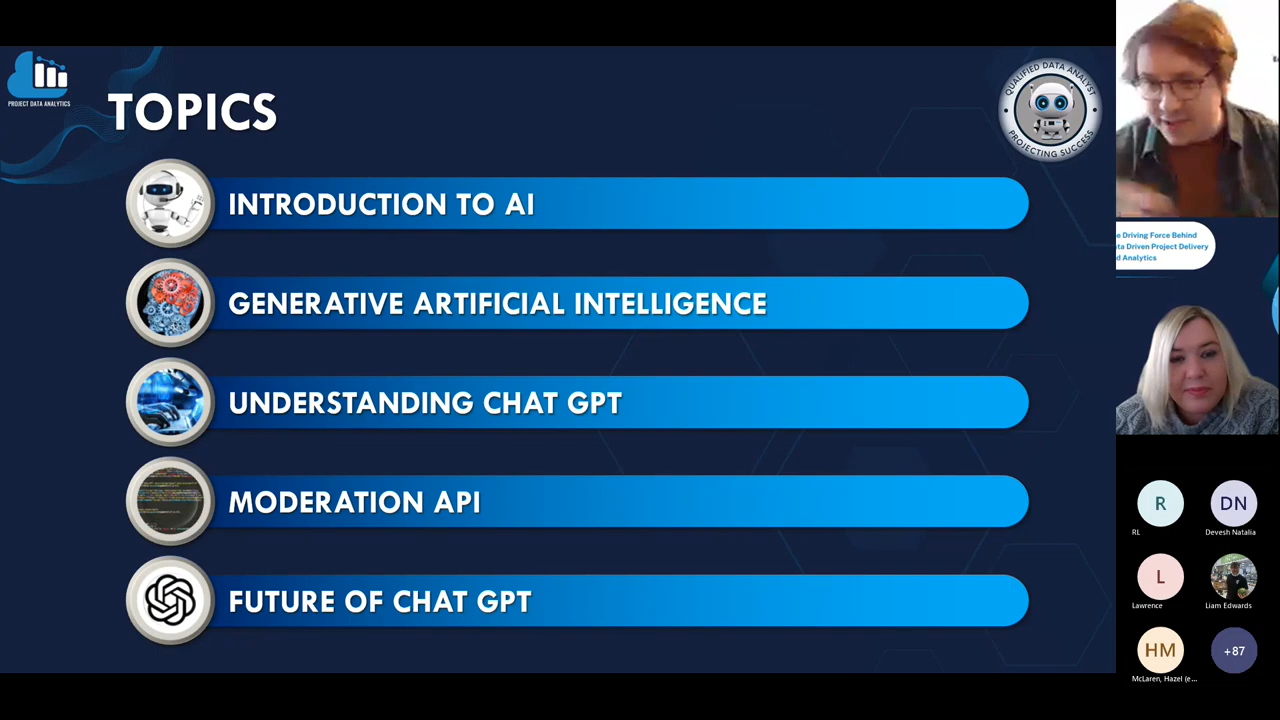 PROJECT DATA ANALYTICS
TOPICS
QUALIFIED DATA ANALYST
PROJECTING SUCCESS
INTRODUCTION TO AI
GENERATIVE ARTIFICIAL INTELLIGENCE
UNDERSTANDING CHAT GPT
MODERATION API
FUTURE OF CHAT GPT
e Driving Force Behind
ta Driven Project Delivery
d Analytics
R
DN
RL
Devesh Natalia
L
Lawrence
Liam Edwards
HM
+87
McLaren, Hazel (e...